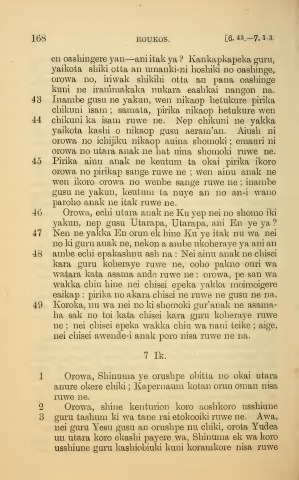 168 ROUKOS. [6. 43.—7. 1-3.
en oashingere yan—ani itak ya? Kankapkapeka guru,
yaikota shiki otta an umanki-ni hoshiki no oashinge,
orowa no, iriwak shikihi otta an pana oashinge
kuni ne iranimakaka nukara eashkai nangon na.
43 Inambe gusu ne yakun, wen nikaop hetukure pirika
chikuni isam; samata, pirika nikaop hetukure wen
44 chikuni ka isam ruwe ne. Nep chikuni ne yakka
yaikota kashi o nikaop gusu aeram'an. Aiush ni
orowa no ichijiku nikaop auina shomoki; emauri ni
orowa no utara anak ne hat uina shomoki ruwe ne.
45 Pirika ainu anak ne keutum ta okai pirika ikoro
orowa no pirikap sange ruwe ne; wen ainu anak ne
wen ikoro orowa no wenbe sange ruwe ne; inambe
gusu ne yakun, keutum ta nuye an no an-i wano
paroho anak ne itak ruwe ne.
46 Orowa, echi utara anak ne Ku yep nei no shomo iki
yakun, nep gusu Utarapa, Utarapa, ani En ye ya?
47 Nen ne yakka En orun ek hine Ku ye itak nu wa nei
no ki guru anak ne, nekon a ambe ukoheraye ya ani an
48 ambe echi epakashnu ash na: Nei ainu anak ne chisei
kara guru koheraye ruwe ne, ooho pakno ouri wa
watara kata asama ande ruwe ne: orowa, pe san wa
wakka chiu hine nei chisei epeka yakka moimoigere
eaikap: pirika no akara chisei ne ruwe ne gusu ne na.
49 Koroka, nu wa nei no ki shomoki gur'anak ne asama-
ha sak no toi kata chisei kara guru koheraye ruwe
ne; nei chisei epeka wakka chiu wa nani teike; aige,
nei chisei awende-i anak poro nisa ruwe ne na.
7 Ik.
1 Orowa, Shinuma ye orushpe obitta no okai utara
anure okere chiki; Kapernaum kotan orun oman nisa
ruwe ne.
2 Orowa, shine kenturion koro aoshkoro usshiune
3 guru tashum ki wa tane rai etokooiki ruwe ne. Awa,
nei guru Yesu gusu an orushpe nu chiki, orota Yudea
un utara koro ekashi payere wa, Shinuma ek wa koro
usshiune guru kashiobiuki kuni koramkore nisa ruwe